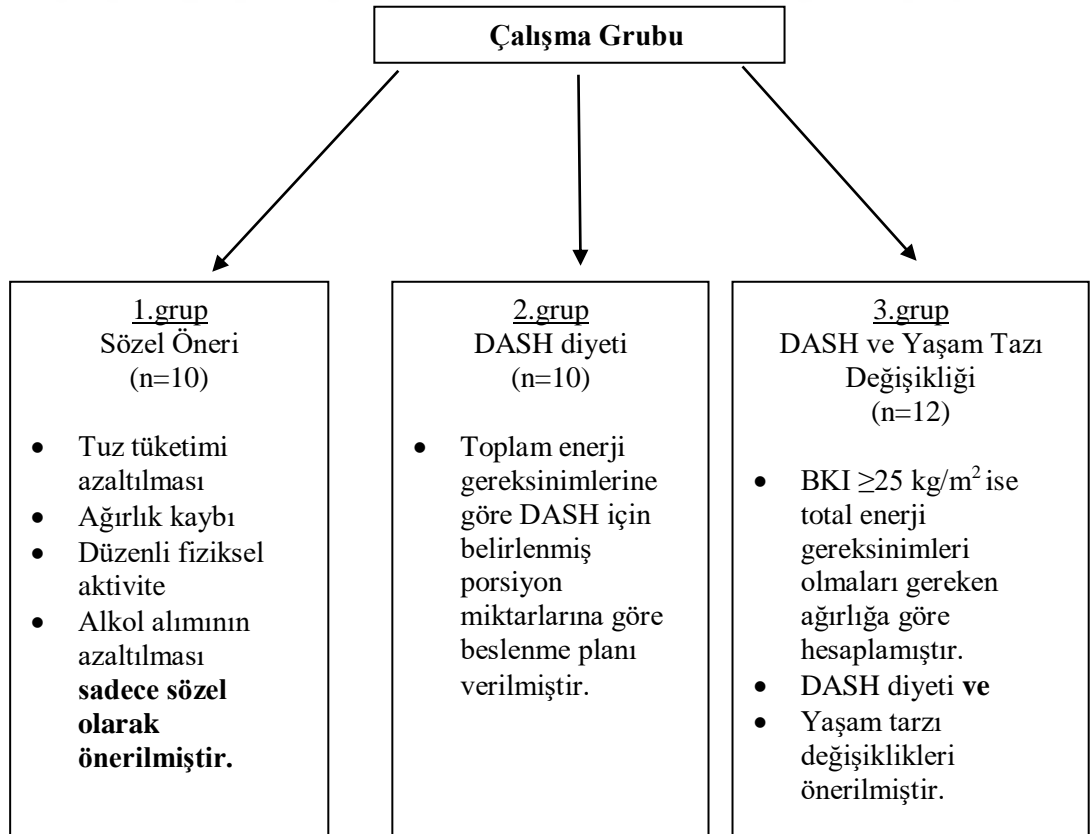 Çalışma Grubu
1.grup
Sözel Öneri
(n=10)
• Tuz tüketimi
azaltılması
• Ağırlık kaybı
• Düzenli fiziksel
aktivite
• Alkol alımının
azaltılması
sadece sözel
olarak
önerilmiştir.
2.grup
DASH diyeti
(n=10)
• Toplam enerji
gereksinimlerine
göre DASH için
belirlenmiş
porsiyon
miktarlarına göre
beslenme planı
verilmiştir.
3.grup
DASH ve Yaşam Tazı
Değişikliği
(n=12)
• BKI ≥25 kg/m² ise
total enerji
gereksinimleri
olmaları gereken
ağırlığa göre
hesaplamıştır.
• DASH diyeti ve
• Yaşam tarzı
değişiklikleri
önerilmiştir.